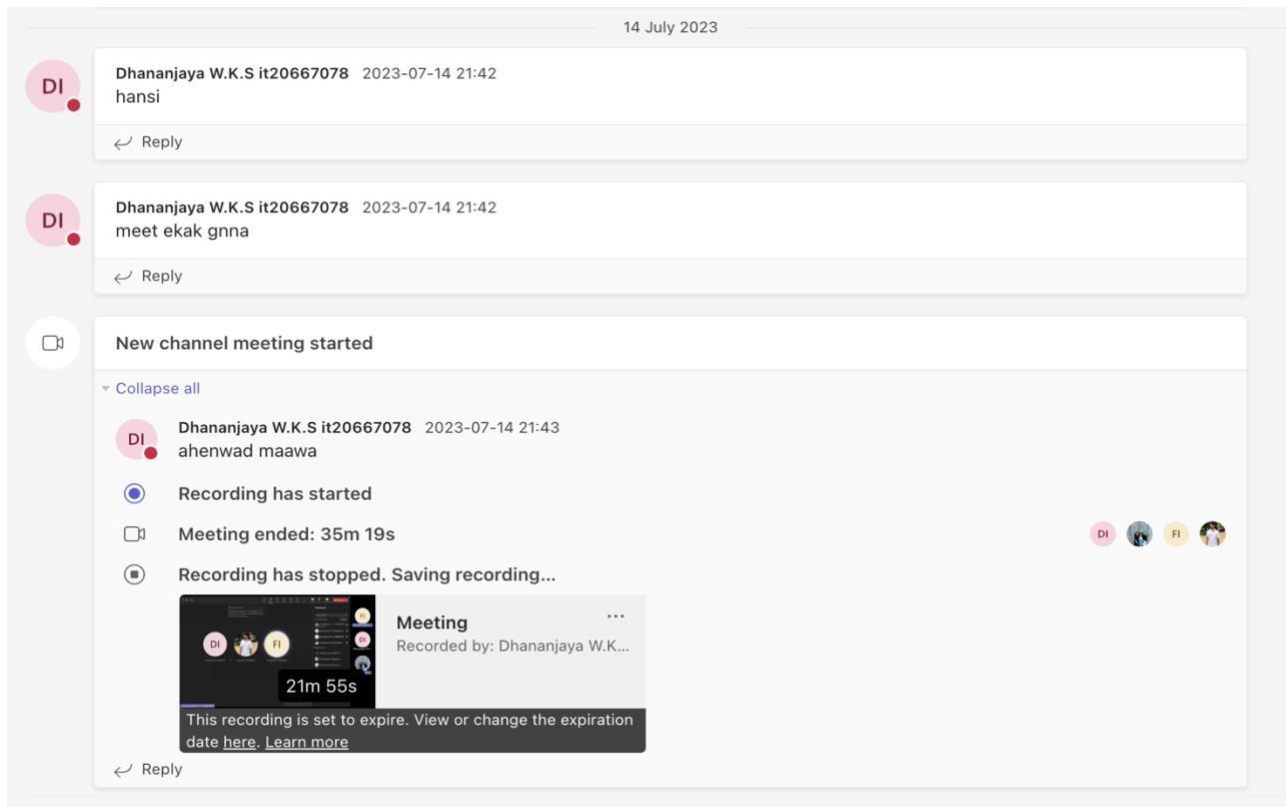 14 July 2023
DI
Dhananjaya W.K.S it20667078 2023-07-14 21:42
hansi
Reply
DI
Dhananjaya W.K.S it20667078 2023-07-14 21:42
meet ekak gnna
Reply
New channel meeting started
Collapse all
DI
Dhananjaya W.K.S it20667078 2023-07-14 21:43
ahenwad maawa
Recording has started
Meeting ended: 35m 19s
DI FI
Recording has stopped. Saving recording...
DI FI
FI
DI
21m 55s
Meeting ...
Recorded by: Dhananjaya W.K...
This recording is set to expire. View or change the expiration
date here. Learn more
Reply